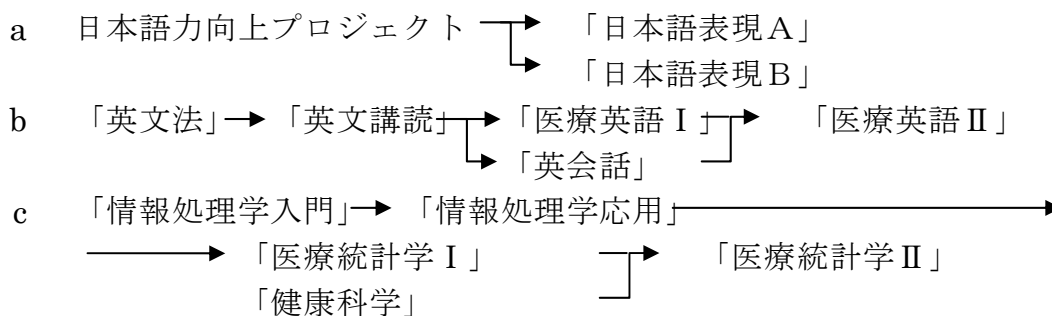 a 日本語力向上プロジェクト 「日本語表現A」
「日本語表現B」
b 「英文法」 「英文講読」 「医療英語Ⅰ」 「医療英語Ⅱ」
「英会話」
c 「情報処理学入門」 「情報処理学応用」
「医療統計学Ⅰ」 「医療統計学Ⅱ」
「健康科学」